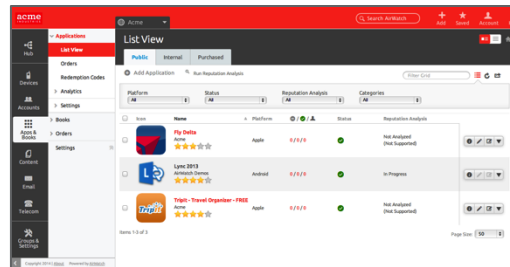 acme
Acme
Search AirWatch
Add
Saved
Account
Hub
Devices
Accounts
Apps & Books
Content
Email
Telecom
Groups & Settings
Applications
List View
Orders
Redemption Codes
Analytics
Settings
Books
Orders
Settings
List View
Public Internal Purchased
Add Application Run Reputation Analysis
Filter Grid
Platform Status Reputation Analysis Categories
All All All All
Icon Name Platform Status Reputation Analysis
Fly Delta
Acme
Apple 0/0/0 Not Analyzed
(Not Supported)
Lync 2013
AirWatch Demos
Android 0/0/0 In Progress
TripIt - Travel Organizer - FREE
Acme
Apple 0/0/0 Not Analyzed
(Not Supported)
TripIt
Items 1-3 of 3
Page Size: 50